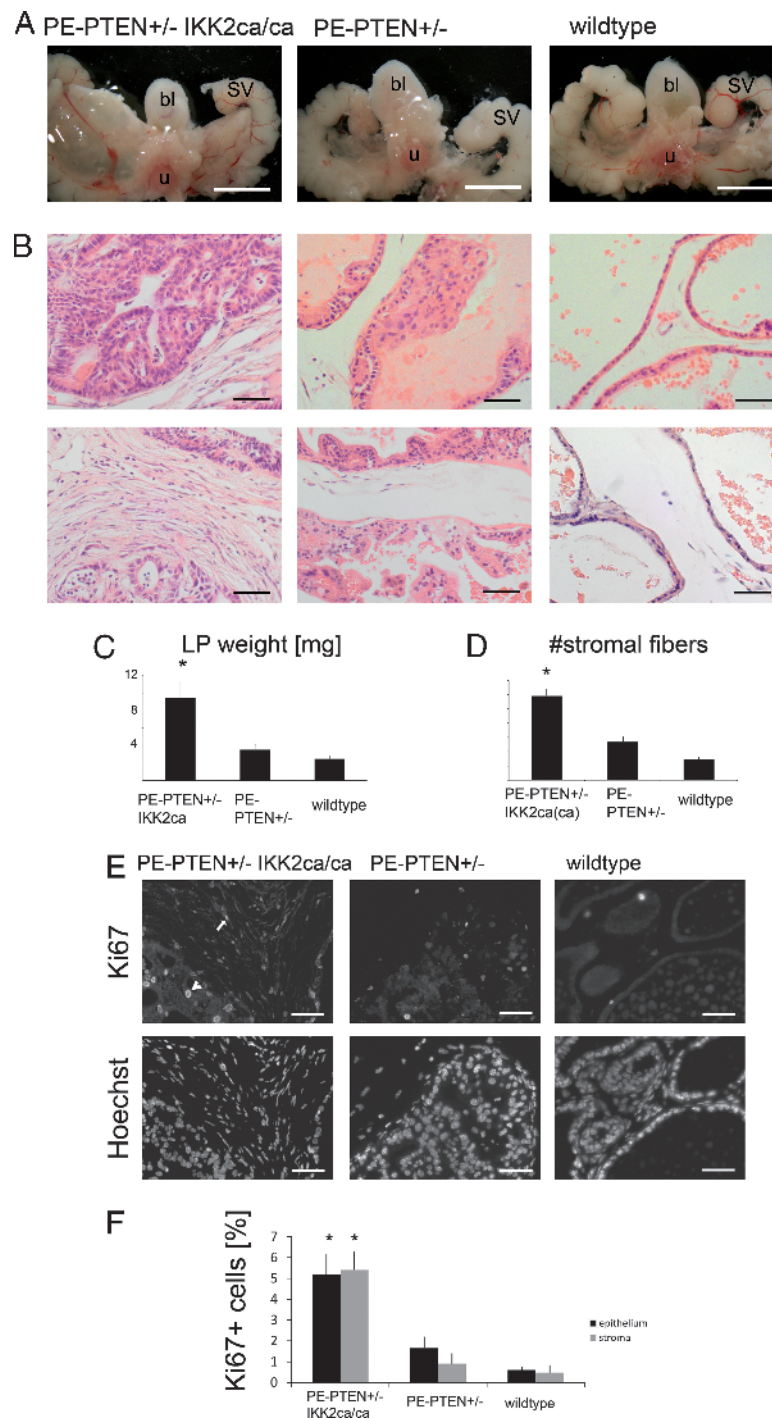 A PE-PTEN+/- IKK2ca/ca PE-PTEN+/- wildtype
bl SV u
bl SV u
bl SV u
B
C LP weight [mg]
*
12
8
4
PE-PTEN+/- IKK2ca
PE-PTEN+/-
wildtype
D #stromal fibers
*
PE-PTEN+/- IKK2ca(ca)
PE-PTEN+/-
wildtype
E PE-PTEN+/- IKK2ca/ca PE-PTEN+/- wildtype
Ki67
Hoechst
F
Ki67+ cells [%]
* *
7
6
5
4
3
2
1
0
PE-PTEN+/- IKK2ca/ca
PE-PTEN+/-
wildtype
epithelium
stroma